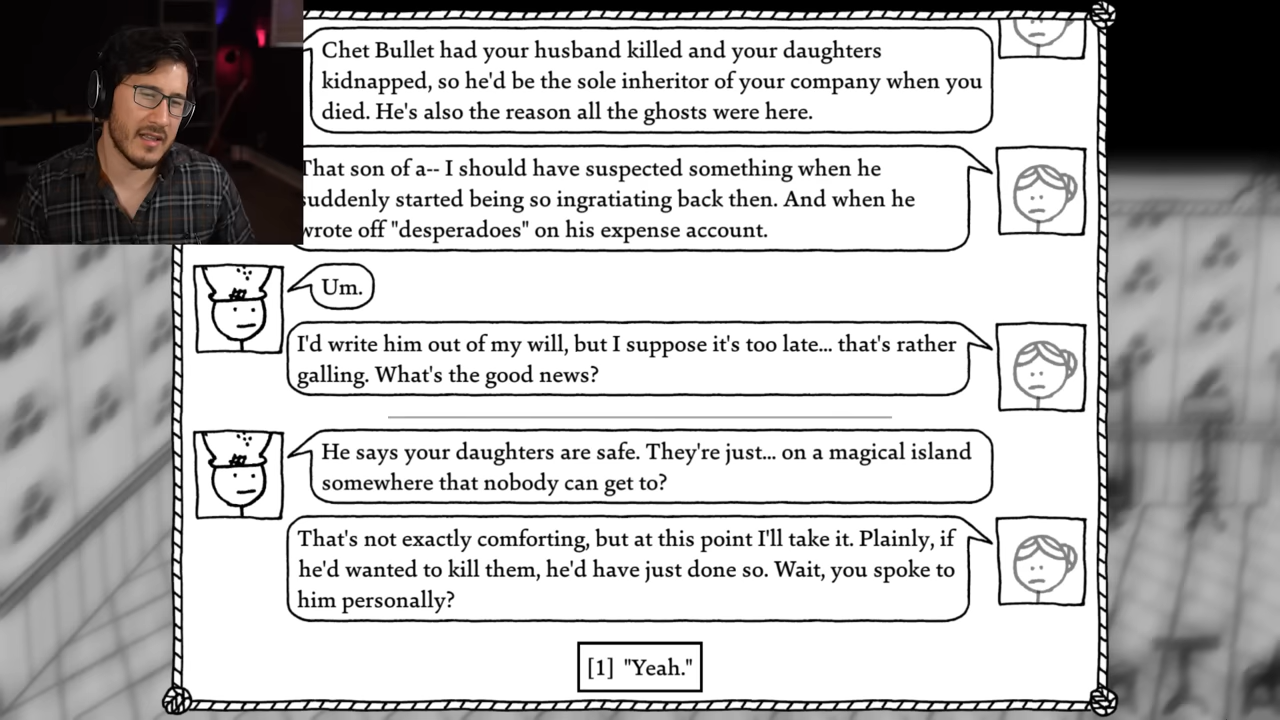 Chet Bullet had your husband killed and your daughters
kidnapped, so he'd be the sole inheritor of your company when you
died. He's also the reason all the ghosts were here.
That son of a-- I should have suspected something when he
suddenly started being so ingratiating back then. And when he
wrote off "desperadoes" on his expense account.
Um.
I'd write him out of my will, but I suppose it's too late... that's rather
galling. What's the good news?
He says your daughters are safe. They're just... on a magical island
somewhere that nobody can get to?
That's not exactly comforting, but at this point I'll take it. Plainly, if
he'd wanted to kill them, he'd have just done so. Wait, you spoke to
him personally?
[1] "Yeah."